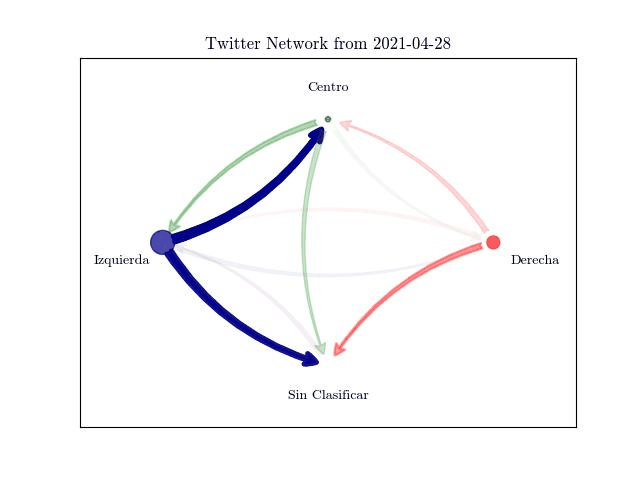 Twitter Network from 2021-04-28
Centro
Izquierda
Derecha
Sin Clasificar